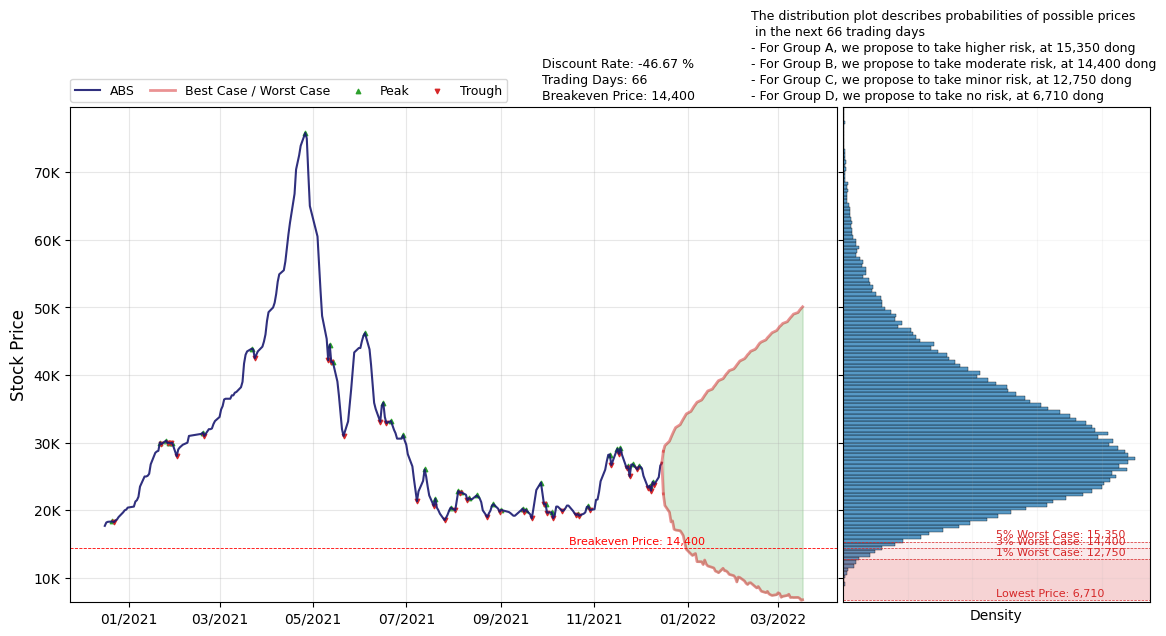 The distribution plot describes probabilities of possible prices
in the next 66 trading days
- For Group A, we propose to take higher risk, at 15,350 dong
- For Group B, we propose to take moderate risk, at 14,400 dong
- For Group C, we propose to take minor risk, at 12,750 dong
- For Group D, we propose to take no risk, at 6,710 dong
Discount Rate: -46.67 %
Trading Days: 66
Breakeven Price: 14,400
ABS
Best Case / Worst Case
Peak
Trough
Stock Price
70K
60K
50K
40K
30K
20K
10K
Breakeven Price: 14,400
01/2021
03/2021
05/2021
07/2021
09/2021
11/2021
01/2022
03/2022
5% Worst Case: 15,350
3% Worst Case: 14,400
1% Worst Case: 12,750
Lowest Price: 6,710
Density